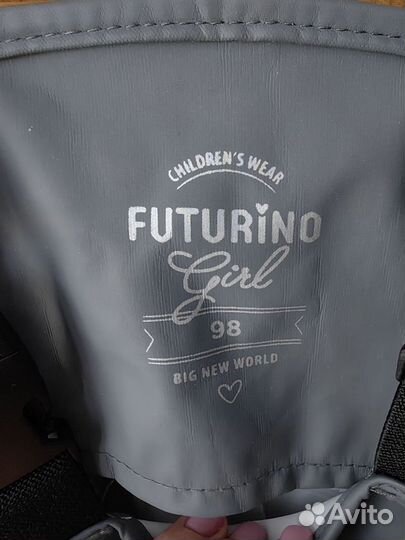 CHILDREN'S WEAR
FUTURiNO
Girl
98
BIG NEW WORLD
Avito